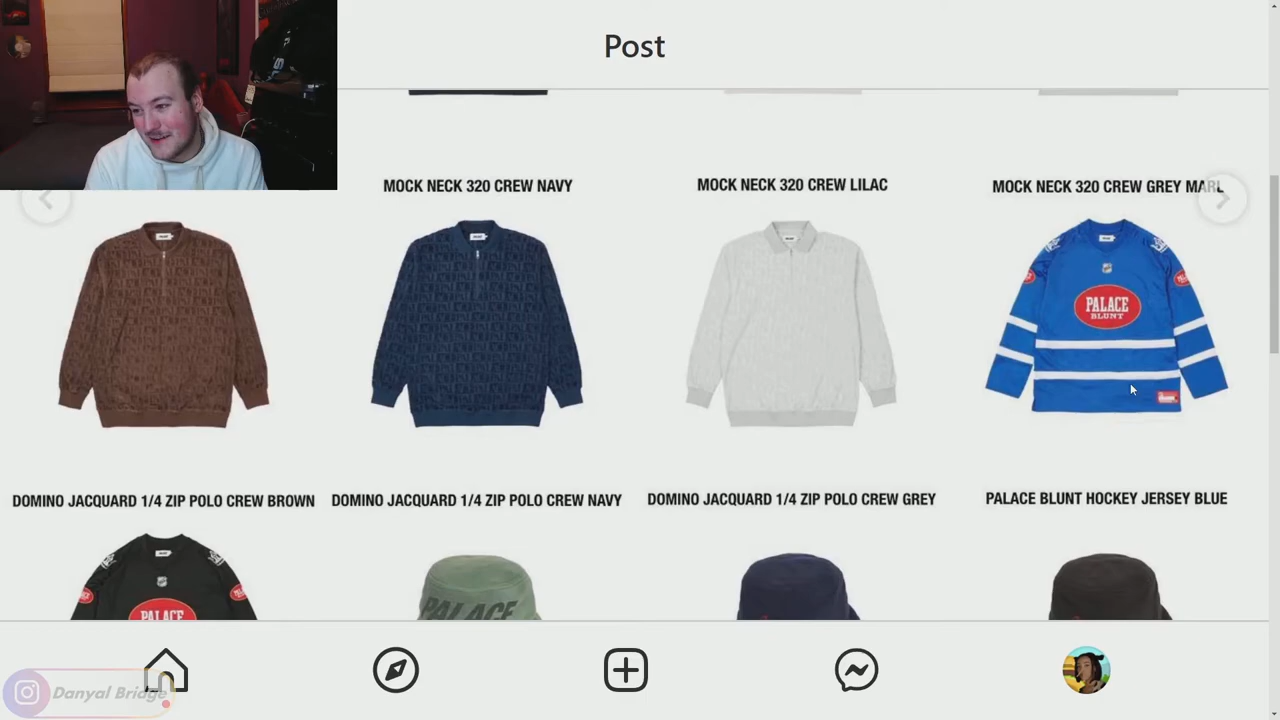 Post
MOCK NECK 320 CREW NAVY
MOCK NECK 320 CREW LILAC
MOCK NECK 320 CREW GREY MARL
PALACE
BLUNT
DOMINO JACQUARD 1/4 ZIP POLO CREW BROWN
DOMINO JACQUARD 1/4 ZIP POLO CREW NAVY
DOMINO JACQUARD 1/4 ZIP POLO CREW GREY
PALACE BLUNT HOCKEY JERSEY BLUE
PALACE
PALACE
Danyal Bridge